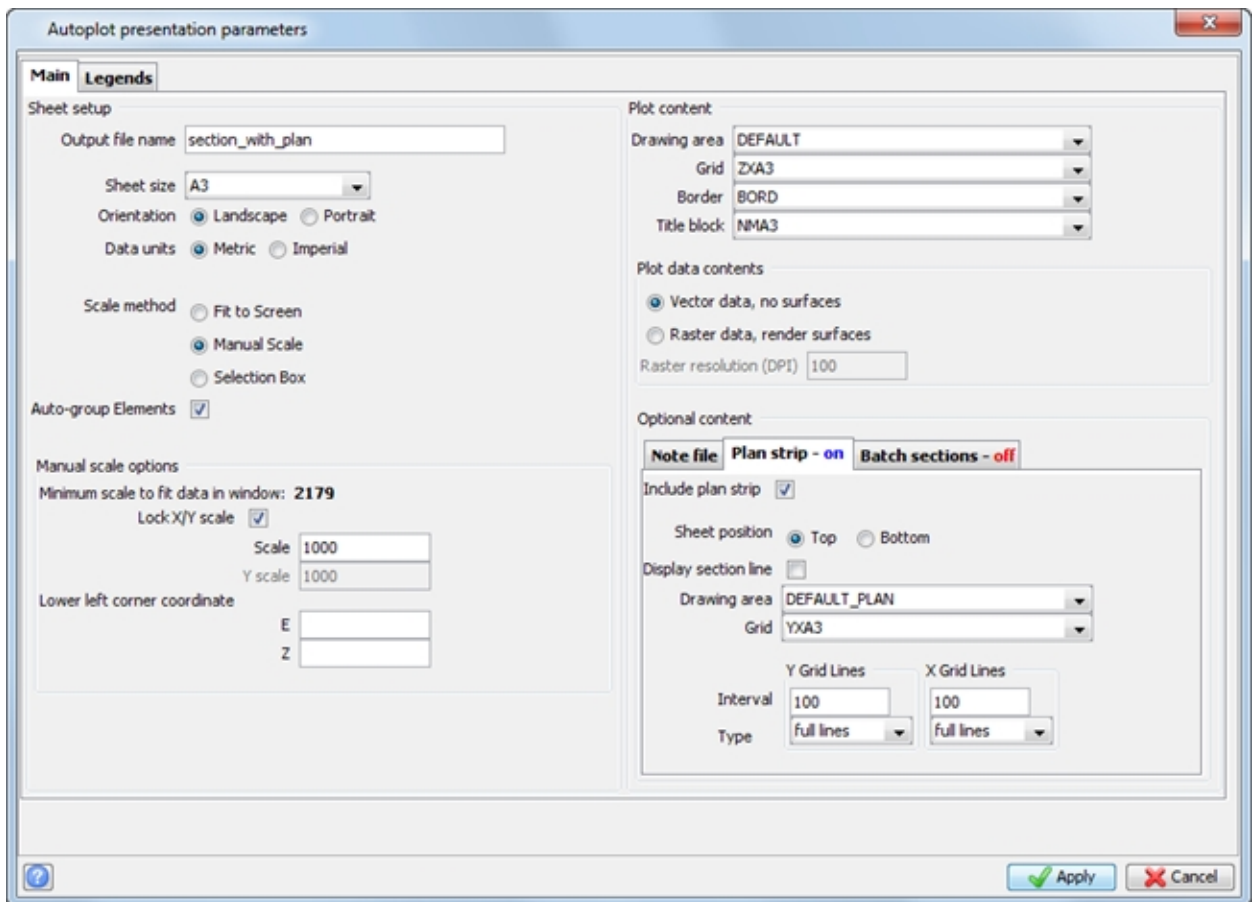 Autoplot presentation parameters
Main Legends
Sheet setup
Output file name section_with_plan
Sheet size A3
Orientation Landscape Portrait
Data units Metric Imperial
Scale method Fit to Screen
Manual Scale
Selection Box
Auto-group Elements
Manual scale options
Minimum scale to fit data in window: 2179
Lock X/Y scale
Scale 1000
Y scale 1000
Lower left corner coordinate
E
Z
Plot content
Drawing area DEFAULT
Grid ZXA3
Border BORD
Title block NMA3
Plot data contents
Vector data, no surfaces
Raster data, render surfaces
Raster resolution (DPI) 100
Optional content
Note file Plan strip - on Batch sections - off
Include plan strip
Sheet position Top Bottom
Display section line
Drawing area DEFAULT_PLAN
Grid YXA3
Y Grid Lines X Grid Lines
Interval 100 100
Type full lines full lines
? Apply Cancel